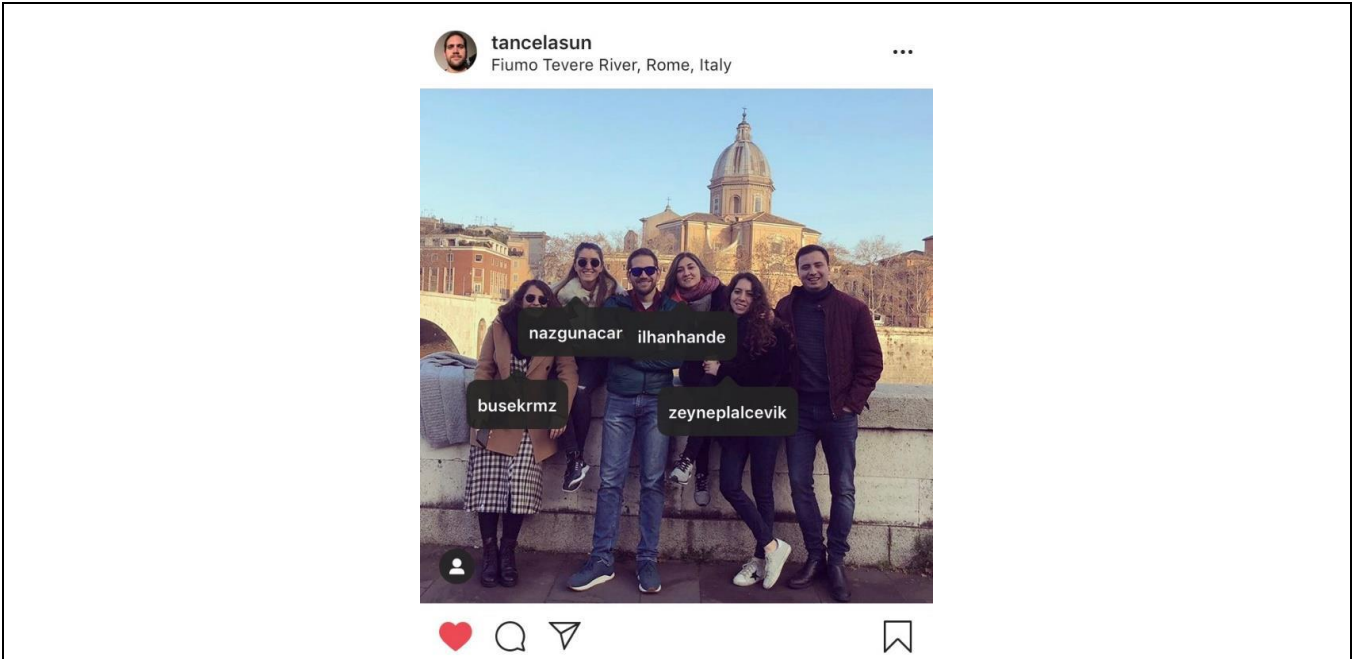 tancelasun
Fiumo Tevere River, Rome, Italy
nazgunacar ilhanhande
busekrmz
zeyneplalcevik